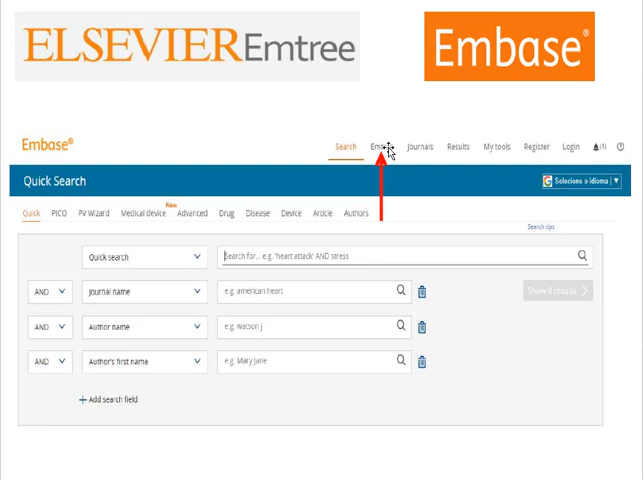 ELSEVIER Emtree
Embase®
Embase®
Search
Journals
Results
My tools
Register
Login
(1)
Quick Search
Selecione o idioma
Quick
PICO
PV Wizard
Medical device
New
Advanced
Drug
Disease
Device
Article
Authors
Search tips
Quick search
Search for... e.g. 'heart attack' AND stress
AND
Journal name
e.g. american heart
Show 0 results
AND
Author name
e.g. watson j
AND
Author's first name
e.g. Mary Jane
Add search field